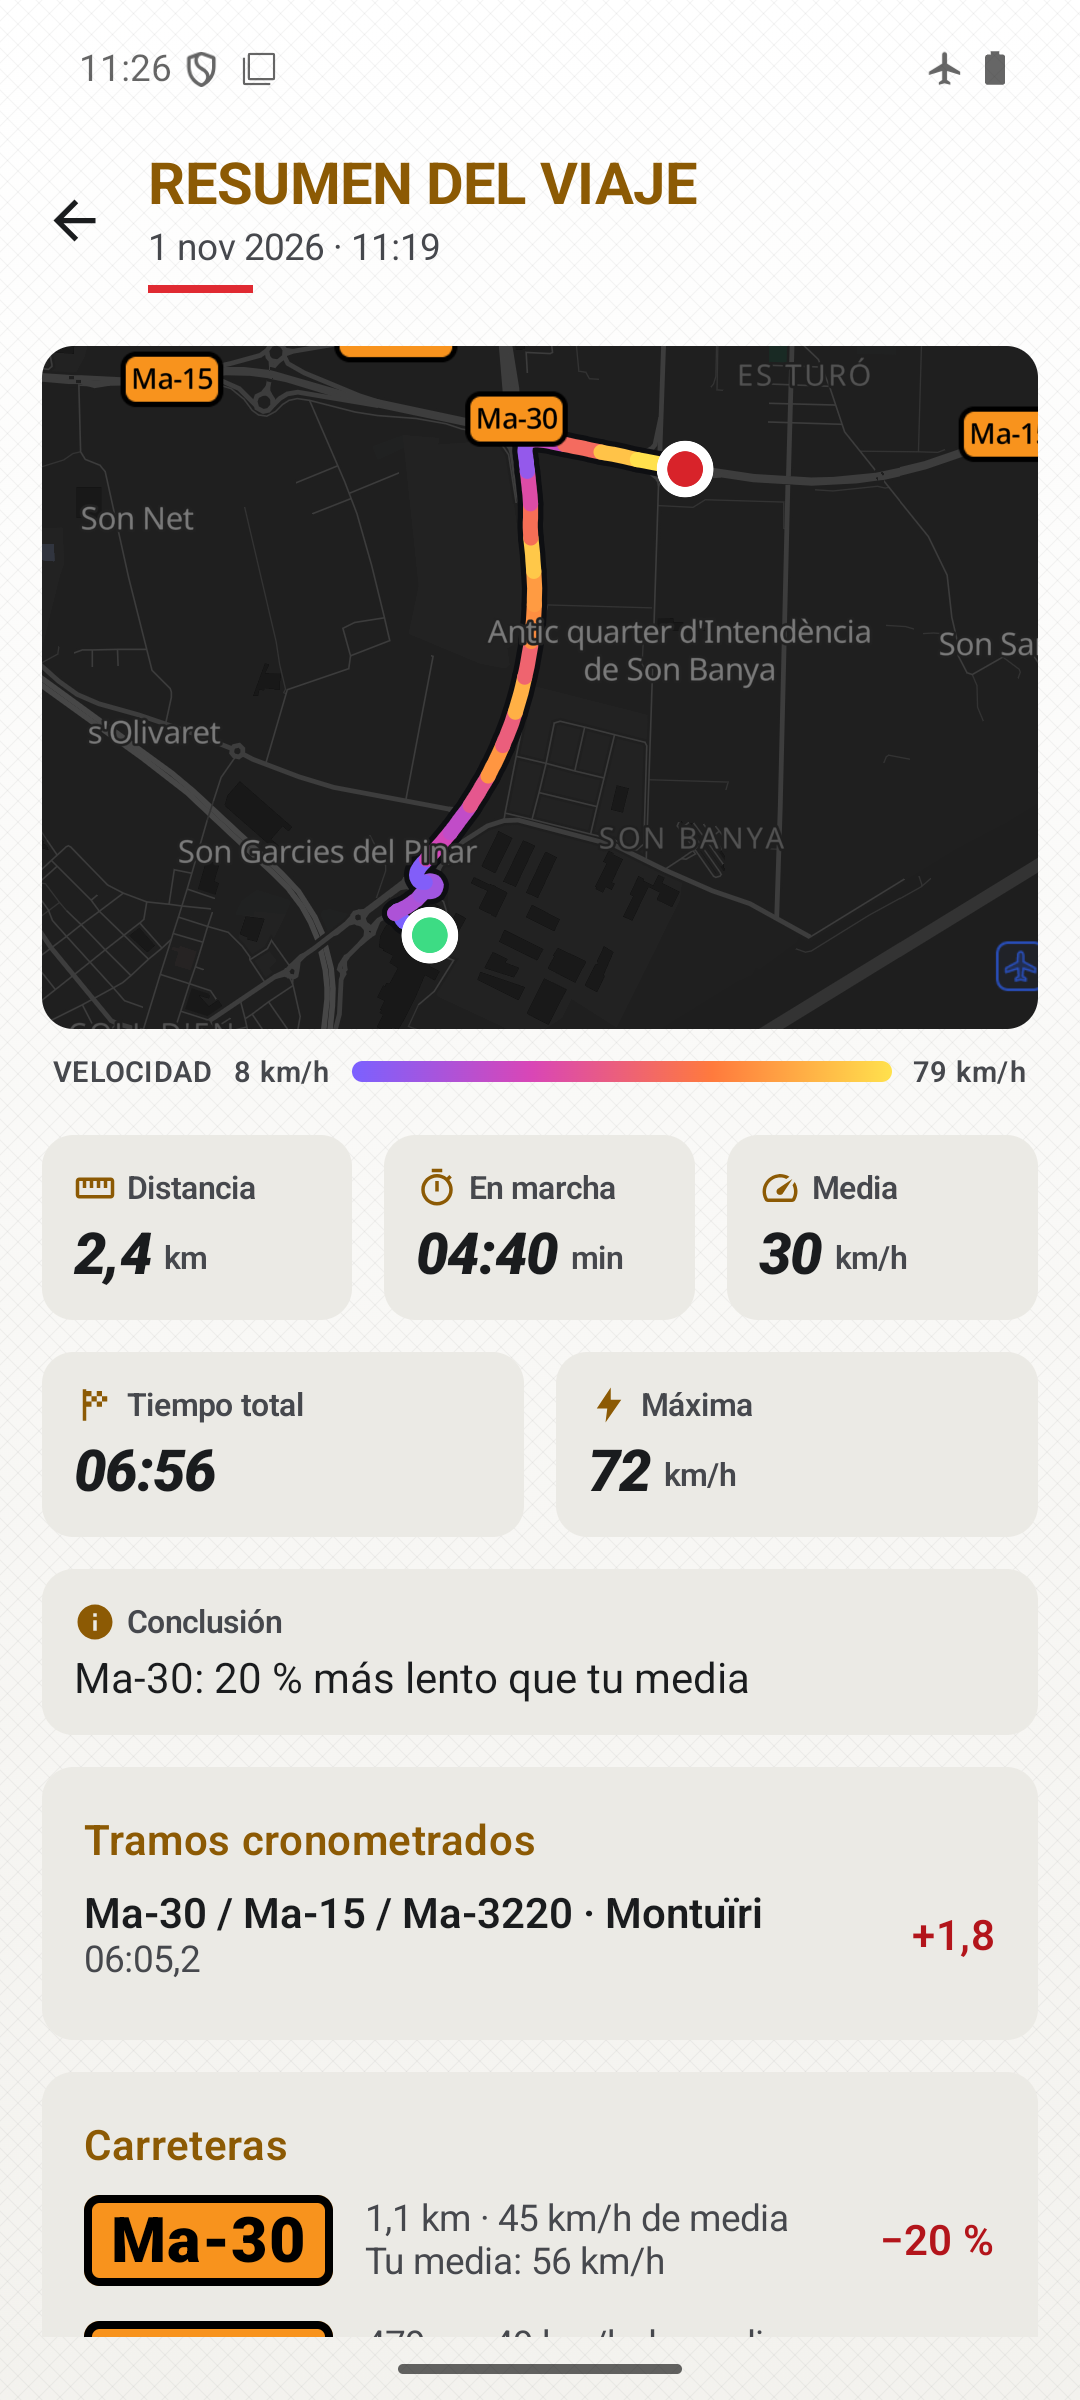 11:26
RESUMEN DEL VIAJE
1 nov 2026 · 11:19
Ma-15
ES TURÓ
Ma-30
Son Net
Antic quarter d'Intendència
de Son Banya
s'Olivaret
SON BANYA
Son Garcies del Pinar
VELOCIDAD 8 km/h 79 km/h
Distancia
2,4 km
En marcha
04:40 min
Media
30 km/h
Tiempo total
06:56
Máxima
72 km/h
Conclusión
Ma-30: 20 % más lento que tu media
Tramos cronometrados
Ma-30 / Ma-15 / Ma-3220 · Montuïri
06:05,2
+1,8
Carreteras
Ma-30
1,1 km · 45 km/h de media
Tu media: 56 km/h
−20 %